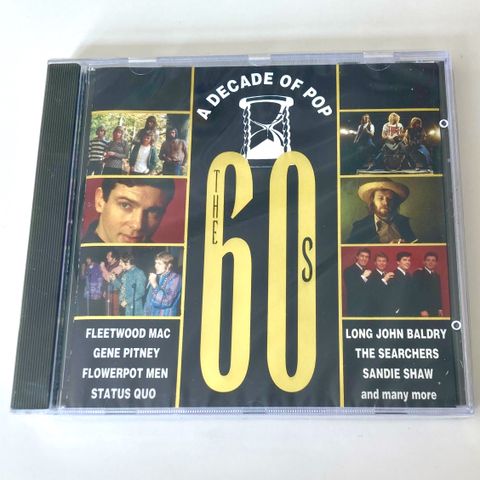 A DECADE OF POP
THE
60s
FLEETWOOD MAC
GENE PITNEY
FLOWERPOT MEN
STATUS QUO
LONG JOHN BALDRY
THE SEARCHERS
SANDIE SHAW
and many more